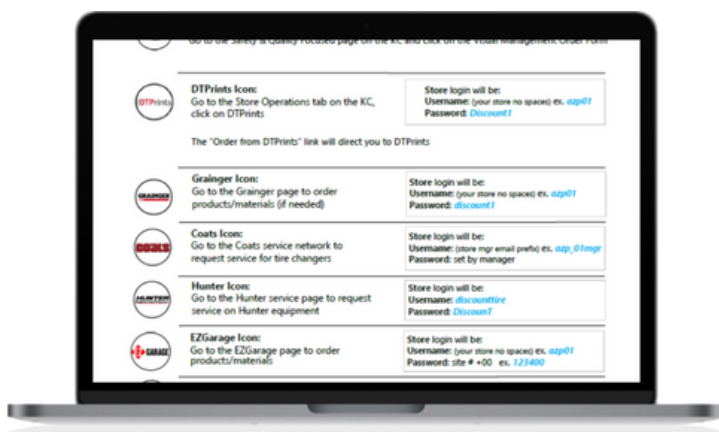 Go to the Safety & Quality Focused page on the KC and click on the Visual Management Order Form
DTPrints
DTPrints Icon:
Go to the Store Operations tab on the KC,
click on DTPrints
Store login will be:
Username: (your store no spaces) ex. azp01
Password: Discount1
The "Order from DTPrints" link will direct you to DTPrints
GRAINGER
Grainger Icon:
Go to the Grainger page to order
products/materials (if needed)
Store login will be:
Username: (your store no spaces) ex. azp01
Password: discount1
COATS
Coats Icon:
Go to the Coats service network to
request service for tire changers
Store login will be:
Username: (store mgr email prefix) ex. azp_01mgr
Password: set by manager
HUNTER
Hunter Icon:
Go to the Hunter service page to request
service on Hunter equipment
Store login will be:
Username: discounttire
Password: DiscounT
EZ GARAGE
EZGarage Icon:
Go to the EZGarage page to order
products/materials
Store login will be:
Username: (your store no spaces) ex. azp01
Password: site # +00 ex. 123400